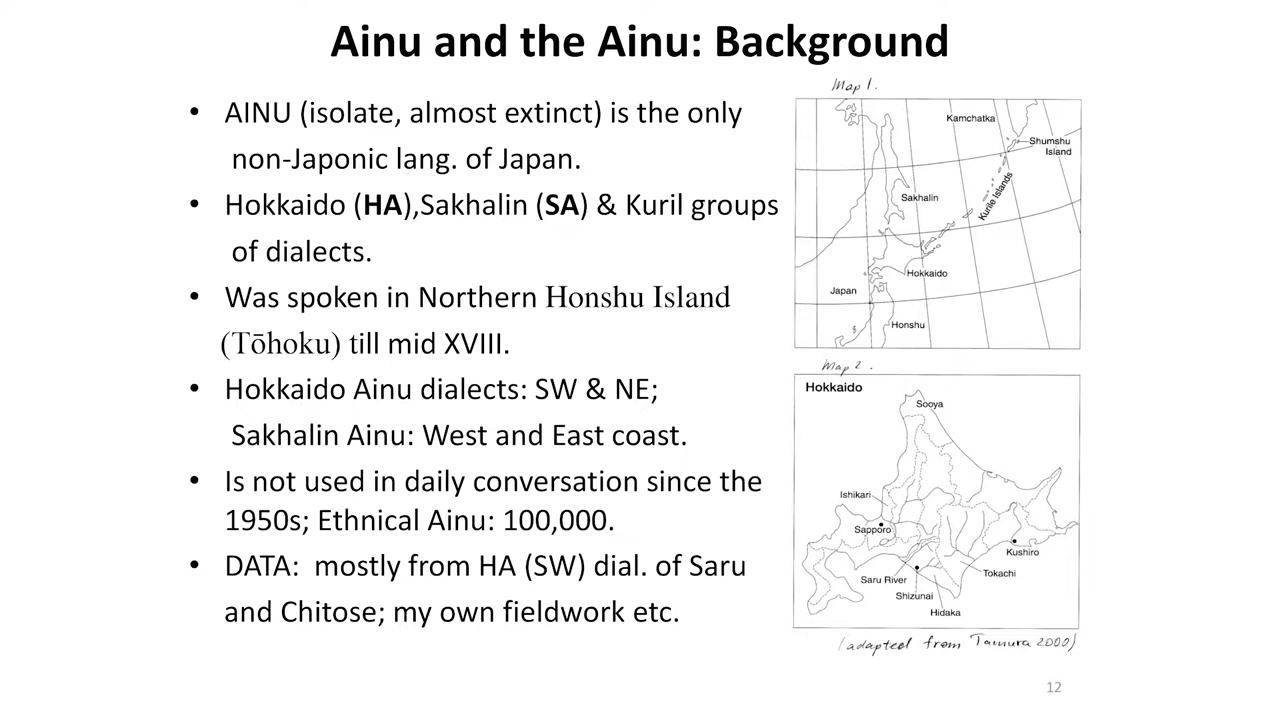 Ainu and the Ainu: Background
• AINU (isolate, almost extinct) is the only
non-Japonic lang. of Japan.
• Hokkaido (HA),Sakhalin (SA) & Kuril groups
of dialects.
• Was spoken in Northern Honshu Island
(Tōhoku) till mid XVIII.
• Hokkaido Ainu dialects: SW & NE;
Sakhalin Ainu: West and East coast.
• Is not used in daily conversation since the
1950s; Ethnical Ainu: 100,000.
• DATA:  mostly from HA (SW) dial. of Saru
and Chitose; my own fieldwork etc.
Map 1.
Kamchatka
Shumshu
Island
Kurile Islands
Sakhalin
Hokkaido
Japan
Honshu
Map 2.
Hokkaido
Sooya
Ishikari
Sapporo
Kushiro
Tokachi
Saru River
Shizunai
Hidaka
(adapted from Tamura 2000)
12